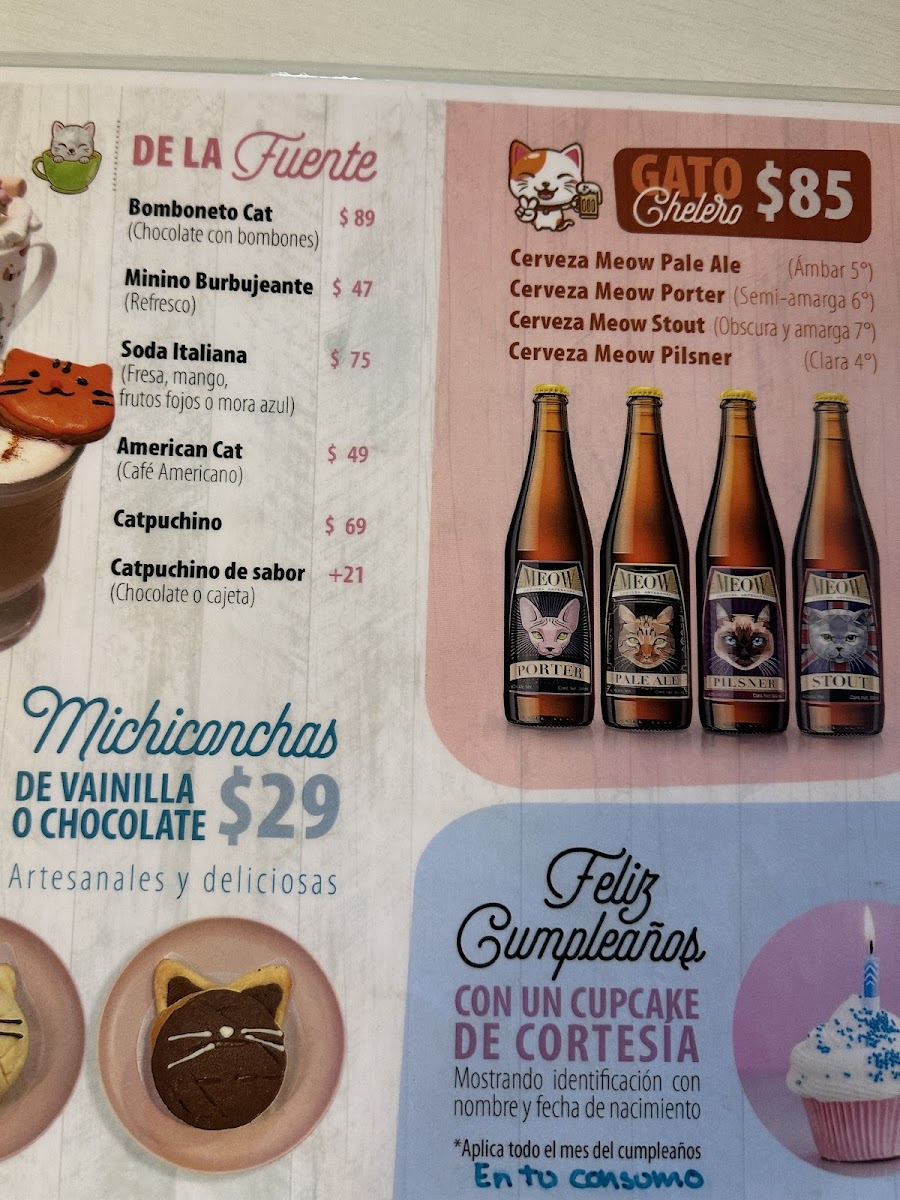 DE LA Fuente
Bomboneto Cat $ 89
(Chocolate con bombones)
Minino Burbujeante $ 47
(Refresco)
Soda Italiana $ 75
(Fresa, mango,
frutos fojos o mora azul)
American Cat $ 49
(Café Americano)
Catpuchino $ 69
Catpuchino de sabor +21
(Chocolate o cajeta)
Michiconchas
DE VAINILLA
O CHOCOLATE $29
Artesanales y deliciosas
GATO
Chelero $85
Cerveza Meow Pale Ale (Ámbar 5°)
Cerveza Meow Porter (Semi-amarga 6°)
Cerveza Meow Stout (Obscura y amarga 7°)
Cerveza Meow Pilsner (Clara 4°)
MEOW
PORTER
MEOW
PALE ALE
MEOW
PILSNER
MEOW
STOUT
Feliz
Cumpleaños
CON UN CUPCAKE
DE CORTESÍA
Mostrando identificación con
nombre y fecha de nacimiento
*Aplica todo el mes del cumpleaños
En tu consumo